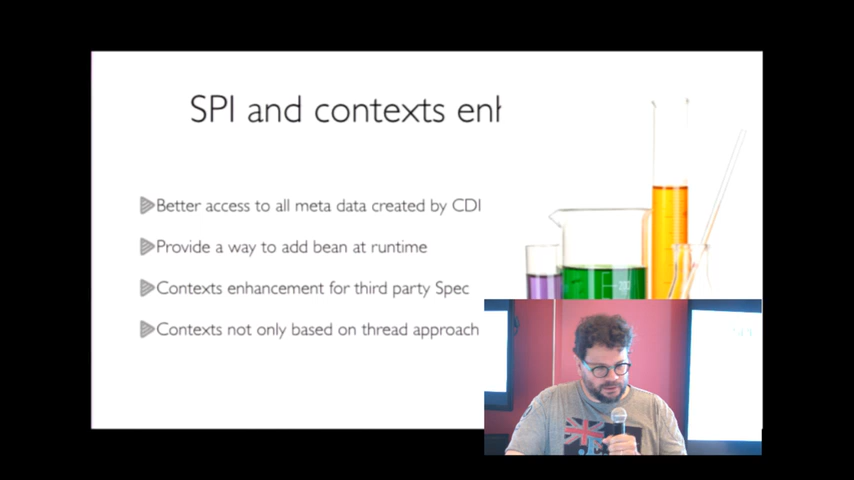 SPI and contexts
Better access to all meta data created by CDI
Provide a way to add bean at runtime
Contexts enhancement for third party Spec
Contexts not only based on thread approach